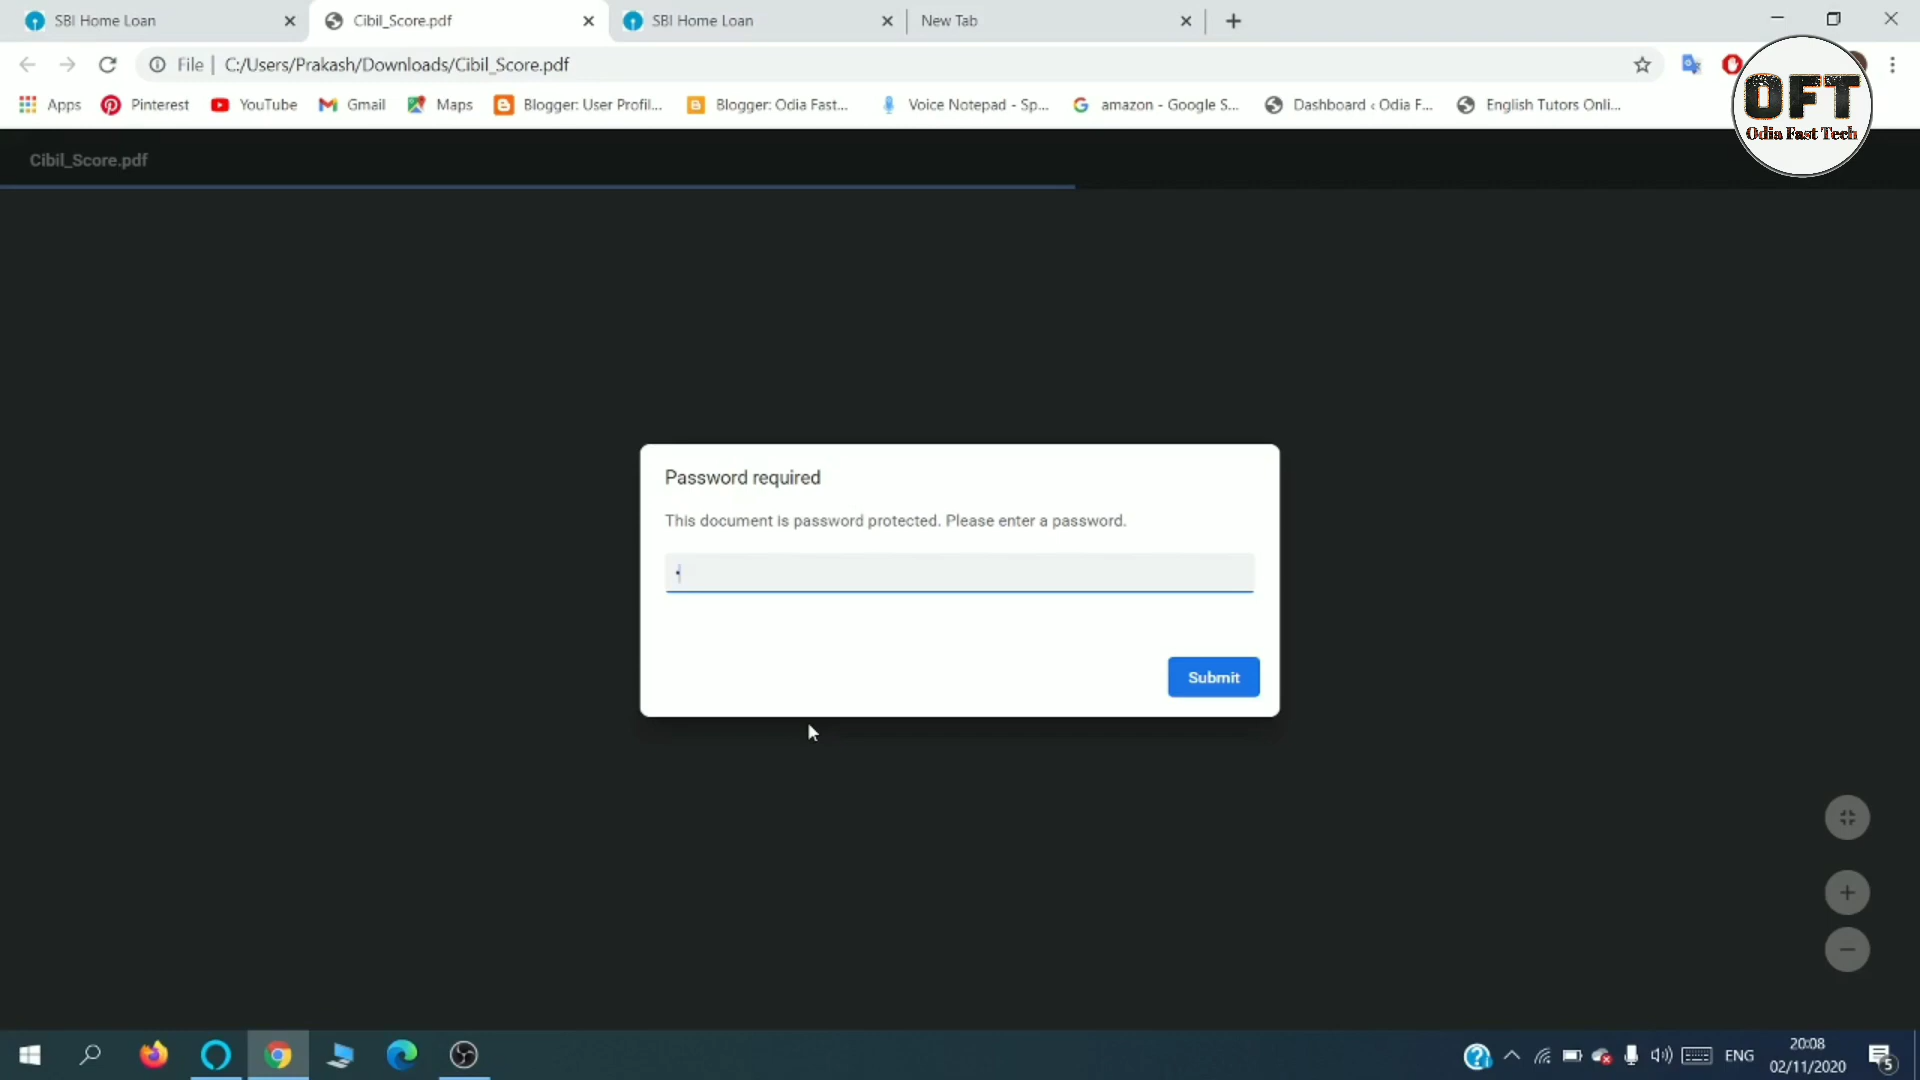 SBI Home Loan
Cibil_Score.pdf
SBI Home Loan
New Tab
File | C:/Users/Prakash/Downloads/Cibil_Score.pdf
Apps
Pinterest
YouTube
Gmail
Maps
Blogger: User Profil...
Blogger: Odia Fast...
Voice Notepad - Sp...
amazon - Google S...
Dashboard ‹ Odia F...
English Tutors Onli...
OFT
Odia Fast Tech
Cibil_Score.pdf
Password required
This document is password protected. Please enter a password.
Submit
ENG
20:08
02/11/2020
5